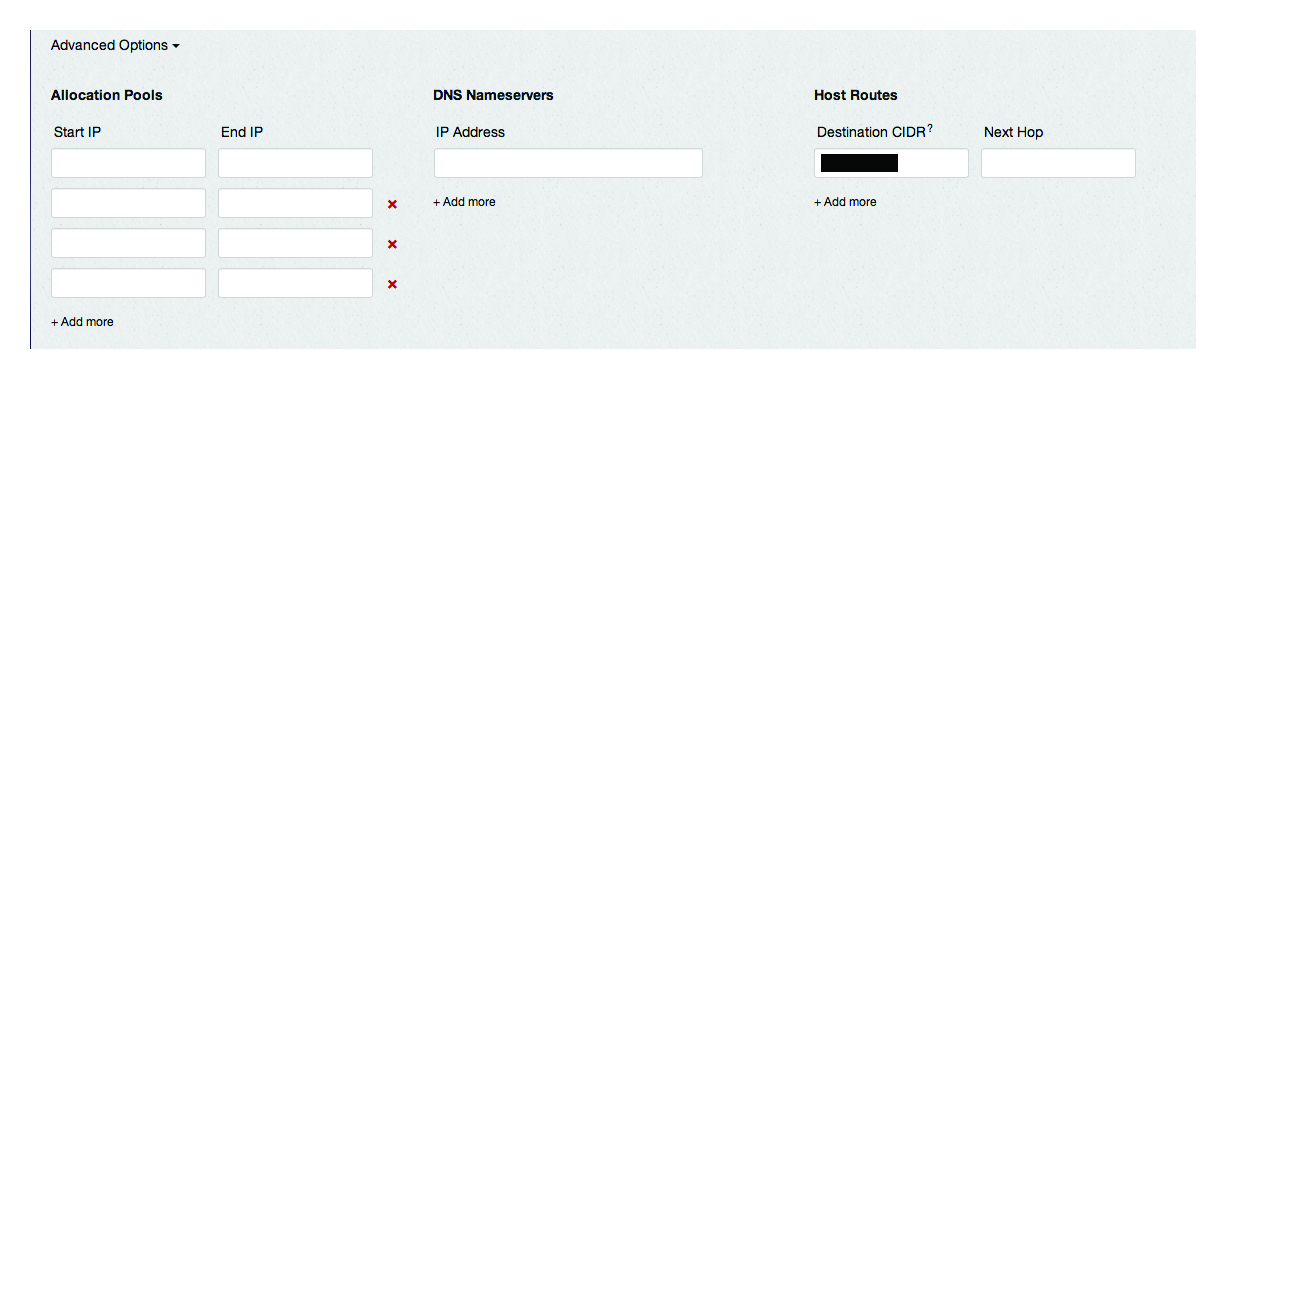 Advanced Options
Allocation Pools
Start IP End IP
+ Add more
DNS Nameservers
IP Address
+ Add more
Host Routes
Destination CIDR? Next Hop
+ Add more